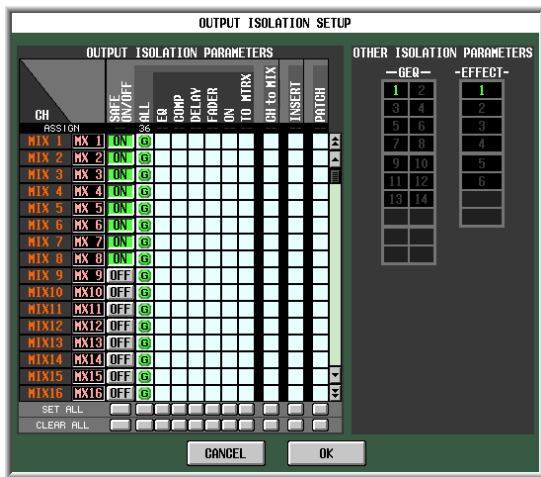 OUTPUT ISOLATION SETUP
OUTPUT ISOLATION PARAMETERS
CH
SAFE ON/OFF
ALL
EQ
COMP
DELAY
FADER
ON
TO MTRX
CH to MIX
INSERT
PATCH
ASSIGN -- 36 -- -- -- -- -- -- -- -- --
MIX 1 MX 1 ON G
MIX 2 MX 2 ON G
MIX 3 MX 3 ON G
MIX 4 MX 4 ON G
MIX 5 MX 5 ON G
MIX 6 MX 6 ON G
MIX 7 MX 7 ON G
MIX 8 MX 8 ON G
MIX 9 MX 9 OFF G
MIX10 MX10 OFF G
MIX11 MX11 OFF G
MIX12 MX12 OFF G
MIX13 MX13 OFF G
MIX14 MX14 OFF G
MIX15 MX15 OFF G
MIX16 MX16 OFF G
SET ALL
CLEAR ALL
OTHER ISOLATION PARAMETERS
—GEQ—
1 2
3 4
5 6
7 8
9 10
11 12
13 14
-EFFECT-
1
2
3
4
5
6
CANCEL OK